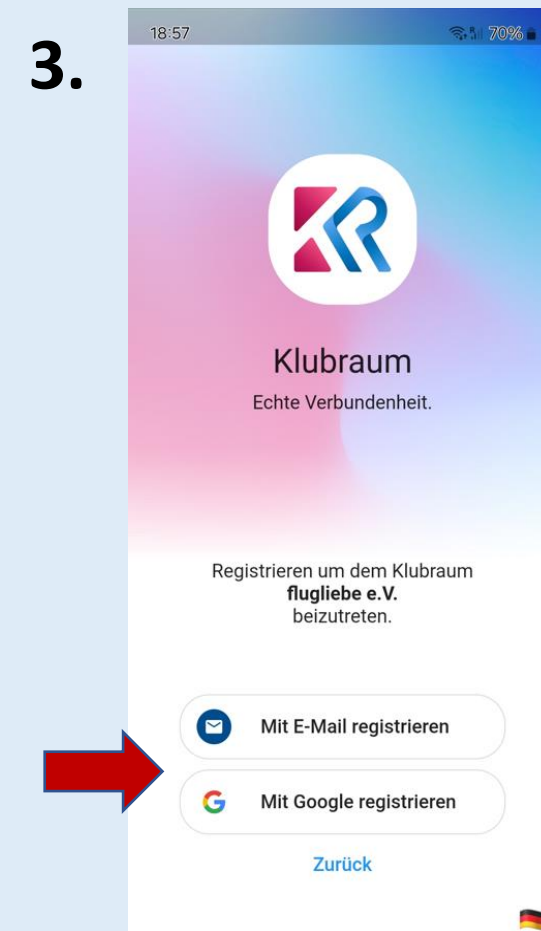 3.
18:57
70%
KR
Klubraum
Echte Verbundenheit.
Registrieren um dem Klubraum
flugliebe e.V.
beizutreten.
Mit E-Mail registrieren
G Mit Google registrieren
Zurück